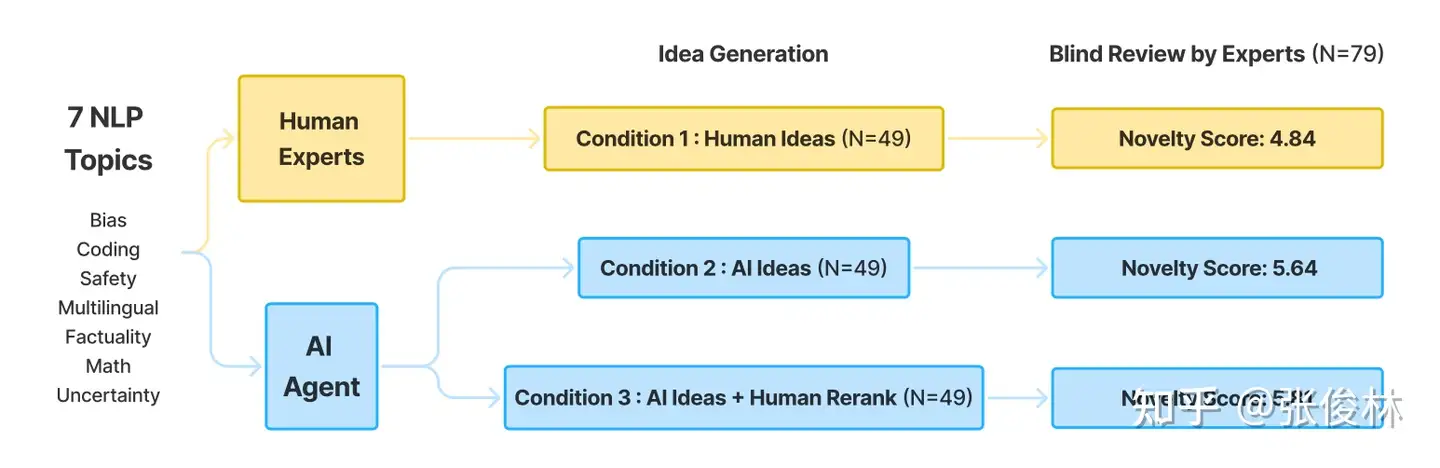 Idea Generation
Blind Review by Experts (N=79)
7 NLP
Topics
Bias
Coding
Safety
Multilingual
Factuality
Math
Uncertainty
Human
Experts
Condition 1 : Human Ideas (N=49)
Novelty Score: 4.84
AI
Agent
Condition 2 : AI Ideas (N=49)
Novelty Score: 5.64
Condition 3 : AI Ideas + Human Rerank (N=49)
Novelty Score:
知乎 @张俊林